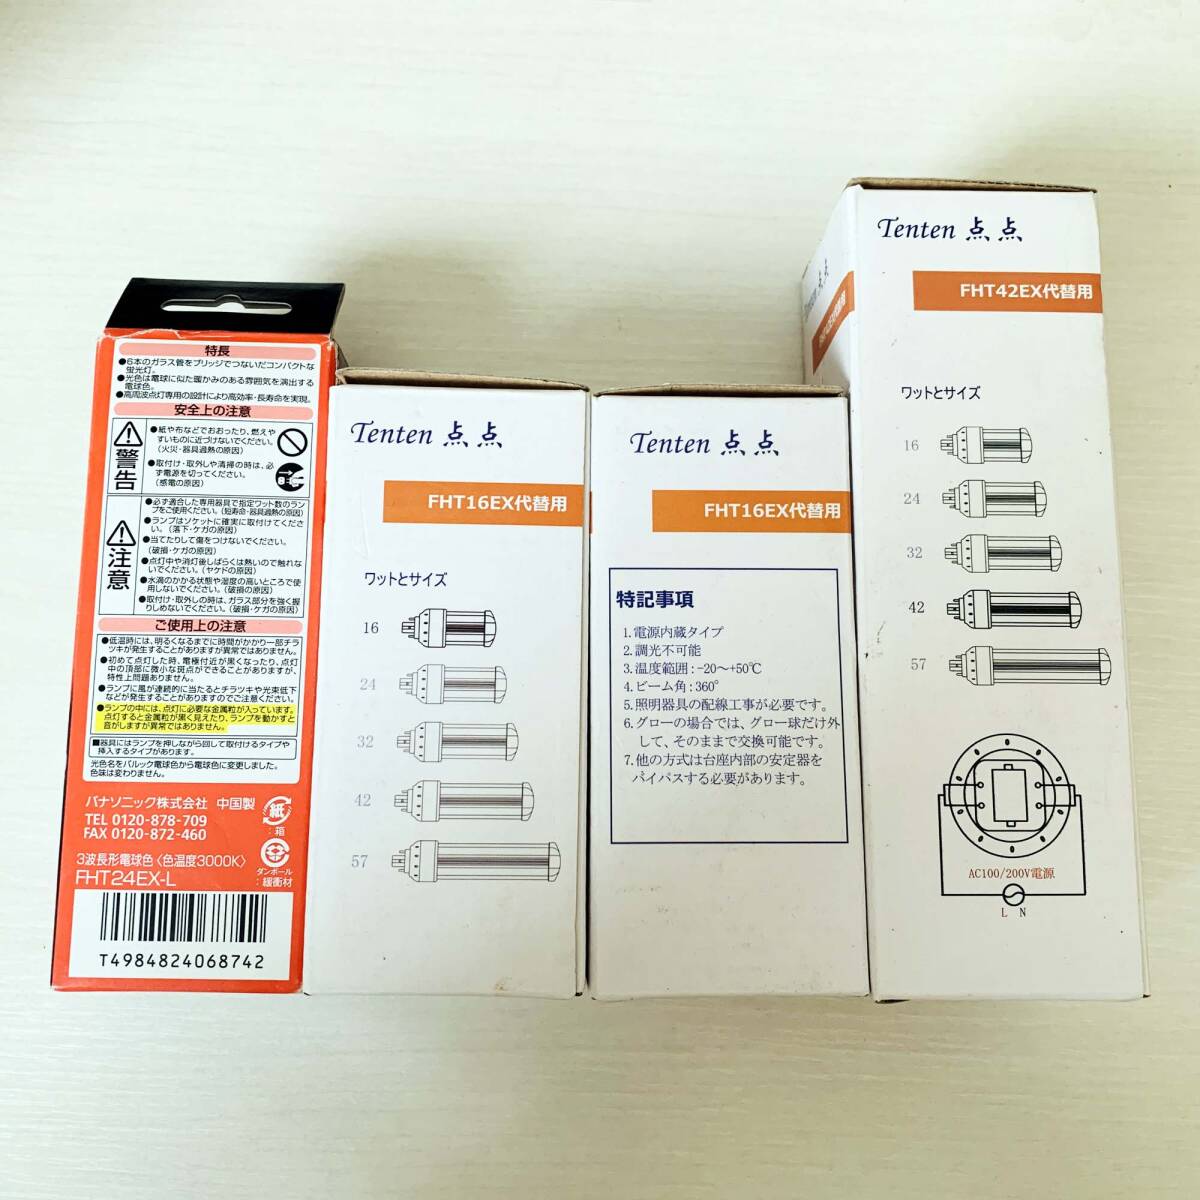 特長
●6本のガラス管をブリッジでつないだコンパクトな
蛍光灯。
●光色は電球に似た暖かみのある雰囲気を演出する
電球色。
●高周波点灯専用の設計により高効率・長寿命を実現。
安全上の注意
警告
●紙や布などでおおったり、燃えや
すいものに近づけないでください。
(火災・器具過熱の原因)
●取付け・取外しや清掃の時は、必
ず電源を切ってください。
(感電の原因)
注意
●必ず適合した専用器具で指定ワット数のラン
プをご使用ください。(短寿命・器具過熱の原因)
●ランプはソケットに確実に取付けてくださ
い。(落下・ケガの原因)
●当てたりして傷をつけないでください。
(破損・ケガの原因)
●点灯中や消灯後しばらくは熱いので触れな
いでください。(ヤケドの原因)
●水滴のかかる状態や湿度の高いところで使
用しないでください。(破損の原因)
●取付け・取外しの時は、ガラス部分を強く握
りしめないでください。(破損・ケガの原因)
ご使用上の注意
●低温時には、明るくなるまでに時間がかかり一部チラ
ツキが発生することがありますが異常ではありません。
●初めて点灯した時、電極付近が黒くなったり、点灯
中の頂部に微小な斑点ができることがありますが、
特性上問題ありません。
●ランプに風が連続的に当たるとチラツキや光束低下
などが発生することがありますのでご注意ください。
●ランプの中には、点灯に必要な金属粒が入っています。
点灯すると金属粒が黒く見えたり、ランプを動かすと
音がしますが異常ではありません。
■器具にはランプを押しながら回して取付けるタイプや
挿入するタイプがあります。
光色名をパルック電球色から電球色に変更しました。
色味は変わりません。
パナソニック株式会社 中国製
TEL 0120-878-709
FAX 0120-872-460
紙
:箱
ダンボール
:緩衝材
3波長形電球色〈色温度3000K〉
FHT24EX-L
T4984824068742
Tenten 点点
FHT16EX代替用
ワットとサイズ
16
24
32
42
57
Tenten 点点
FHT16EX代替用
特記事項
1.電源内蔵タイプ
2.調光不可能
3.温度範囲:-20～+50℃
4.ビーム角:360°
5.照明器具の配線工事が必要です。
6.グローの場合では、グロー球だけ外
して、そのままで交換可能です。
7.他の方式は台座内部の安定器を
バイパスする必要があります。
Tenten 点点
FHT42EX代替用
Tenten 点点
FHT42EX代替用
ワットとサイズ
16
24
32
42
57
AC100/200V電源
L N